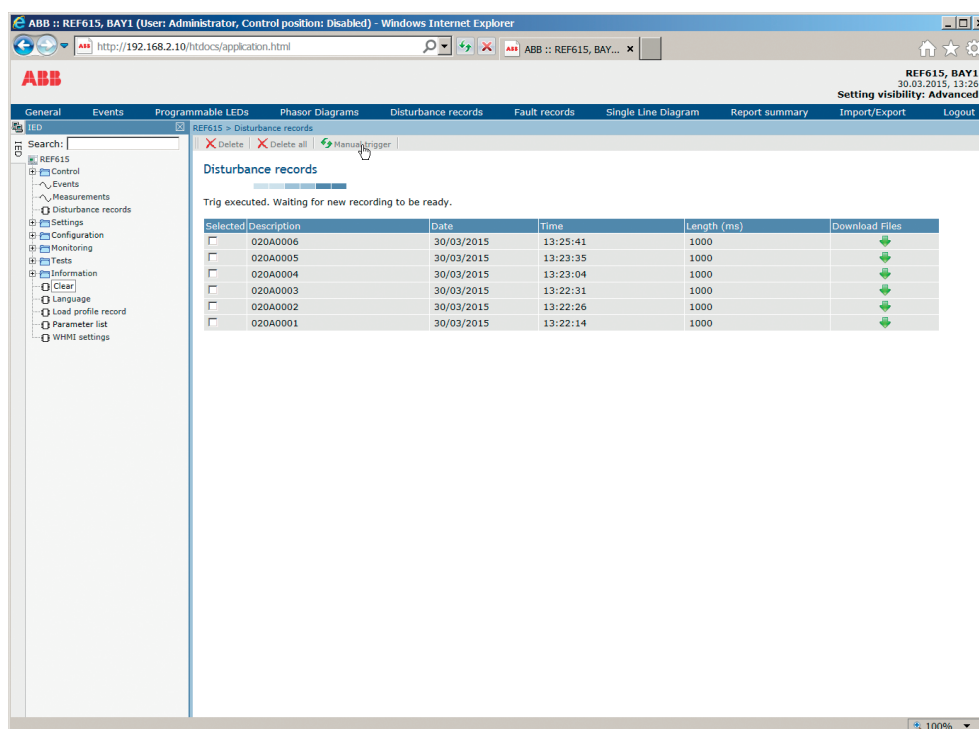 ABB :: REF615, BAY1 (User: Administrator, Control position: Disabled) - Windows Internet Explorer
ABB http://192.168.2.10/htdocs/application.html ABB ABB :: REF615, BAY... ×
ABB
REF615, BAY1
30.03.2015, 13:26
Setting visibility: Advanced
General Events Programmable LEDs Phasor Diagrams Disturbance records Fault records Single Line Diagram Report summary Import/Export Logout
IED
REF615 > Disturbance records
IED
Search:
Delete Delete all Manual trigger
REF615
Control
Events
Measurements
Disturbance records
Settings
Configuration
Monitoring
Tests
Information
Clear
Language
Load profile record
Parameter list
WHMI settings
Disturbance records
Trig executed. Waiting for new recording to be ready.
Selected Description Date Time Length (ms) Download Files
020A0006 30/03/2015 13:25:41 1000
020A0005 30/03/2015 13:23:35 1000
020A0004 30/03/2015 13:23:04 1000
020A0003 30/03/2015 13:22:31 1000
020A0002 30/03/2015 13:22:26 1000
020A0001 30/03/2015 13:22:14 1000
100%